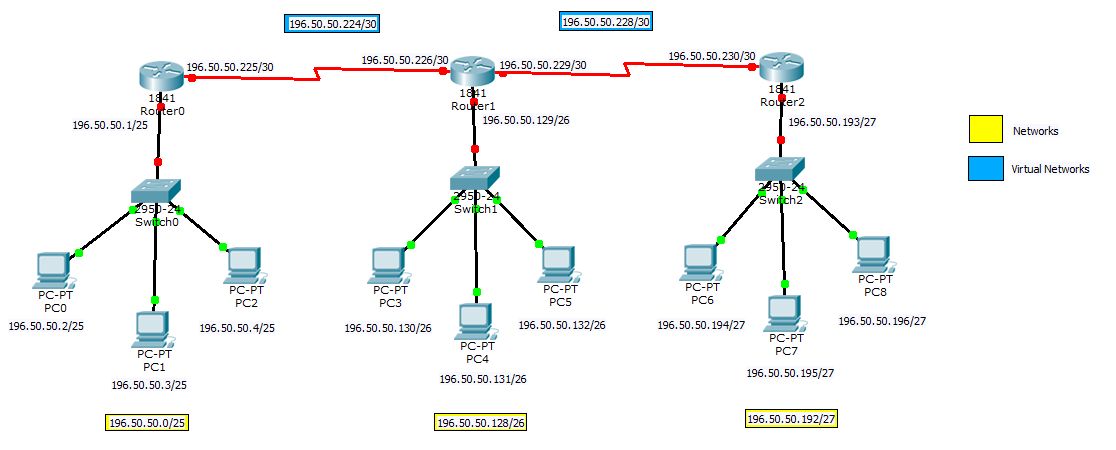 196.50.50.224/30
196.50.50.228/30
196.50.50.225/30
196.50.50.226/30
196.50.50.229/30
196.50.50.230/30
1841
Router0
1841
Router1
1841
Router2
196.50.50.1/25
196.50.50.129/26
196.50.50.193/27
Networks
Virtual Networks
2950-24
Switch0
2950-24
Switch1
2950-24
Switch2
PC-PT
PC0
196.50.50.2/25
PC-PT
PC1
196.50.50.3/25
PC-PT
PC2
196.50.50.4/25
PC-PT
PC3
196.50.50.130/26
PC-PT
PC4
196.50.50.131/26
PC-PT
PC5
196.50.50.132/26
PC-PT
PC6
196.50.50.194/27
PC-PT
PC7
196.50.50.195/27
PC-PT
PC8
196.50.50.196/27
196.50.50.0/25
196.50.50.128/26
196.50.50.192/27